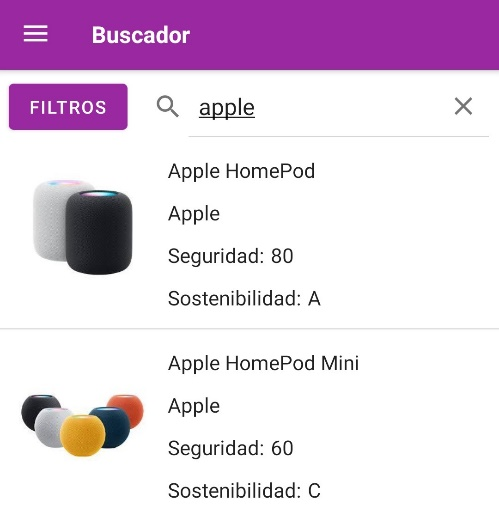 Buscador
FILTROS
apple
Apple HomePod
Apple
Seguridad: 80
Sostenibilidad: A
Apple HomePod Mini
Apple
Seguridad: 60
Sostenibilidad: C